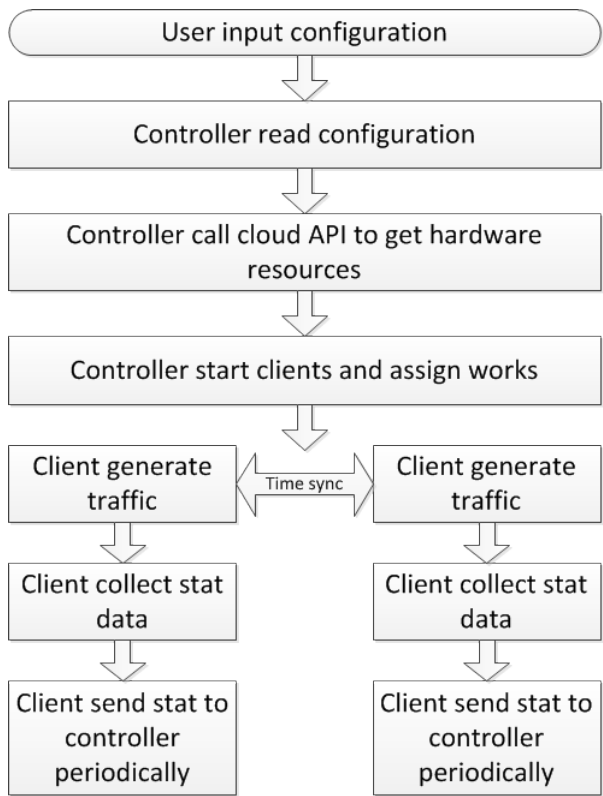 User input configuration
Controller read configuration
Controller call cloud API to get hardware
resources
Controller start clients and assign works
Client generate
traffic
Time sync
Client generate
traffic
Client collect stat
data
Client collect stat
data
Client send stat to
controller
periodically
Client send stat to
controller
periodically